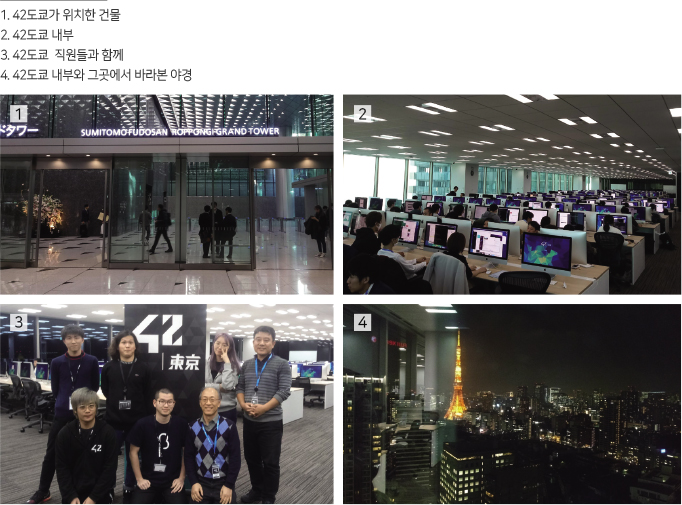 1. 42도쿄가 위치한 건물
2. 42도쿄 내부
3. 42도쿄 직원들과 함께
4. 42도쿄 내부와 그곳에서 바라본 야경
1
ドタワー SUMITOMO FUDOSAN ROPPONGI GRAND TOWER
2
3
42
東京
42
4